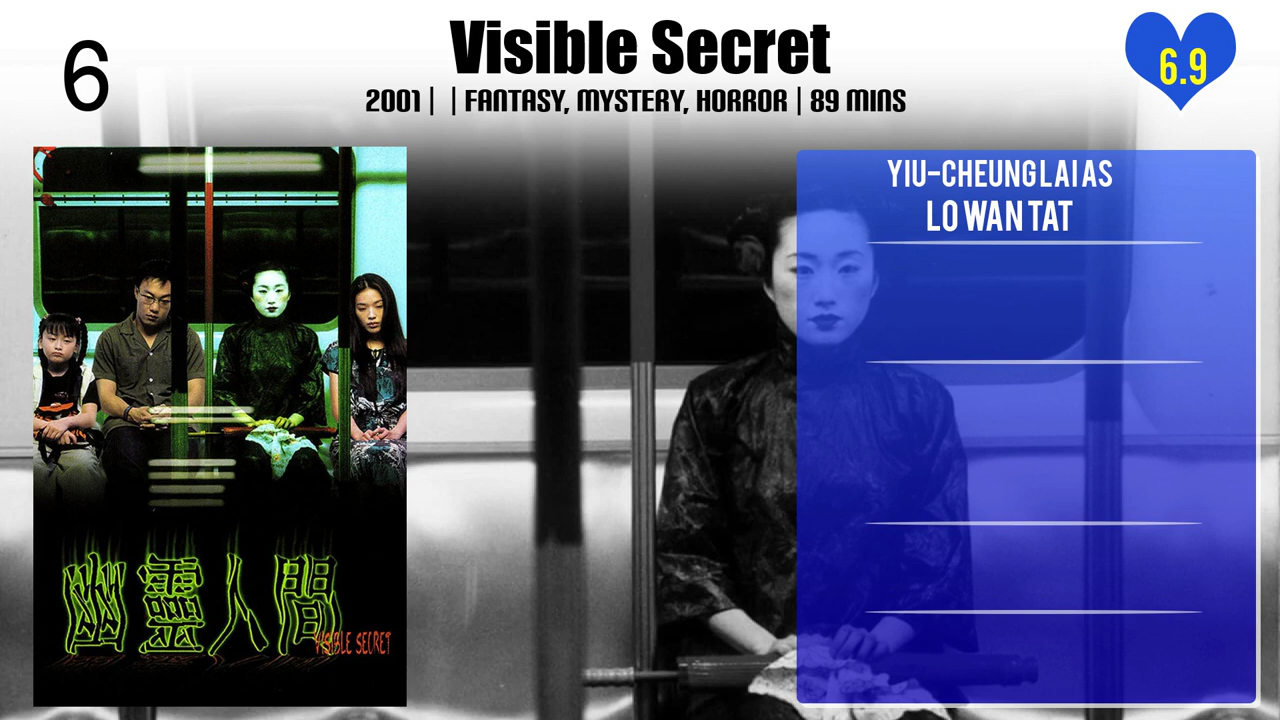 6
Visible Secret
6.9
2001 | | FANTASY, MYSTERY, HORROR | 89 MINS
YIU-CHEUNG LAI AS
LO WAN TAT
幽靈人間
VISIBLE SECRET